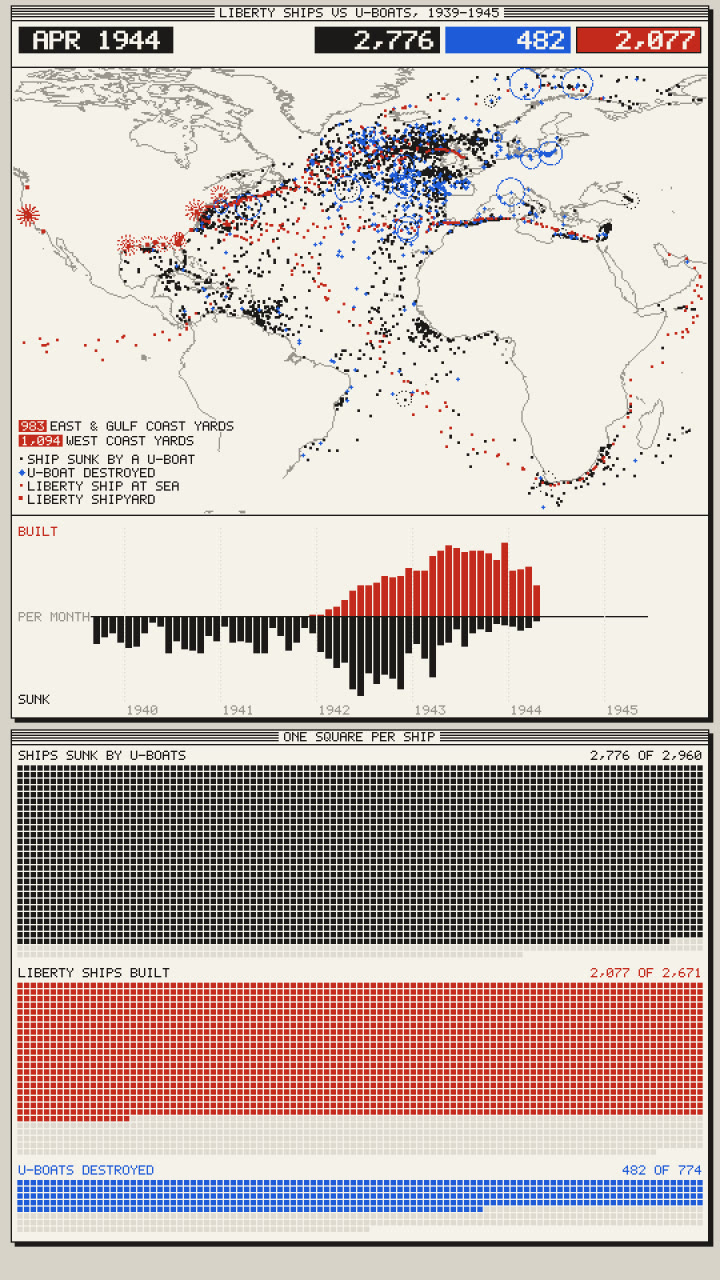 LIBERTY SHIPS VS U-BOATS, 1939-1945
APR 1944 2,776 482 2,077
983 EAST & GULF COAST YARDS
1,094 WEST COAST YARDS
SHIP SUNK BY A U-BOAT
U-BOAT DESTROYED
LIBERTY SHIP AT SEA
LIBERTY SHIPYARD
BUILT
PER MONTH
SUNK
1940 1941 1942 1943 1944 1945
ONE SQUARE PER SHIP
SHIPS SUNK BY U-BOATS 2,776 OF 2,960
LIBERTY SHIPS BUILT 2,077 OF 2,671
U-BOATS DESTROYED 482 OF 774